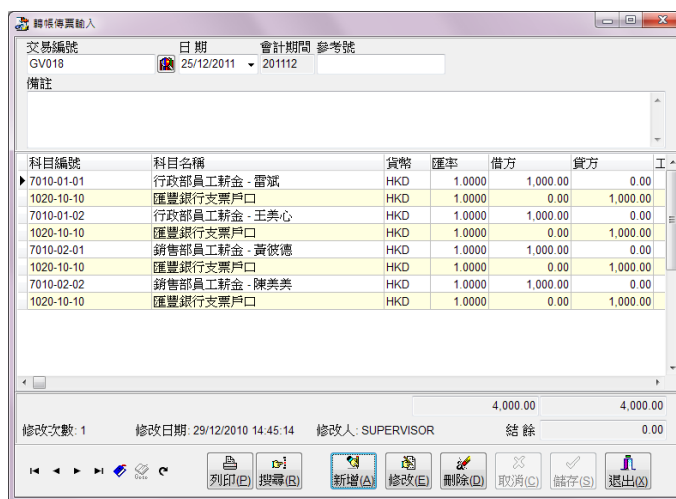 轉帳傳票輸入
交易編號 日 期 會計期間 參考號
GV018 25/12/2011 201112
備註
科目編號 科目名稱 貨幣 匯率 借方 貸方 工
7010-01-01 行政部員工薪金 - 雷斌 HKD 1.0000 1,000.00 0.00
1020-10-10 匯豐銀行支票戶口 HKD 1.0000 0.00 1,000.00
7010-01-02 行政部員工薪金 - 王美心 HKD 1.0000 1,000.00 0.00
1020-10-10 匯豐銀行支票戶口 HKD 1.0000 0.00 1,000.00
7010-02-01 銷售部員工薪金 - 黃彼德 HKD 1.0000 1,000.00 0.00
1020-10-10 匯豐銀行支票戶口 HKD 1.0000 0.00 1,000.00
7010-02-02 銷售部員工薪金 - 陳美美 HKD 1.0000 1,000.00 0.00
1020-10-10 匯豐銀行支票戶口 HKD 1.0000 0.00 1,000.00
4,000.00 4,000.00
修改次數: 1 修改日期: 29/12/2010 14:45:14 修改人: SUPERVISOR 結 餘 0.00
列印(P) 搜尋(R) 新增(A) 修改(E) 刪除(D) 取消(C) 儲存(S) 退出(X)